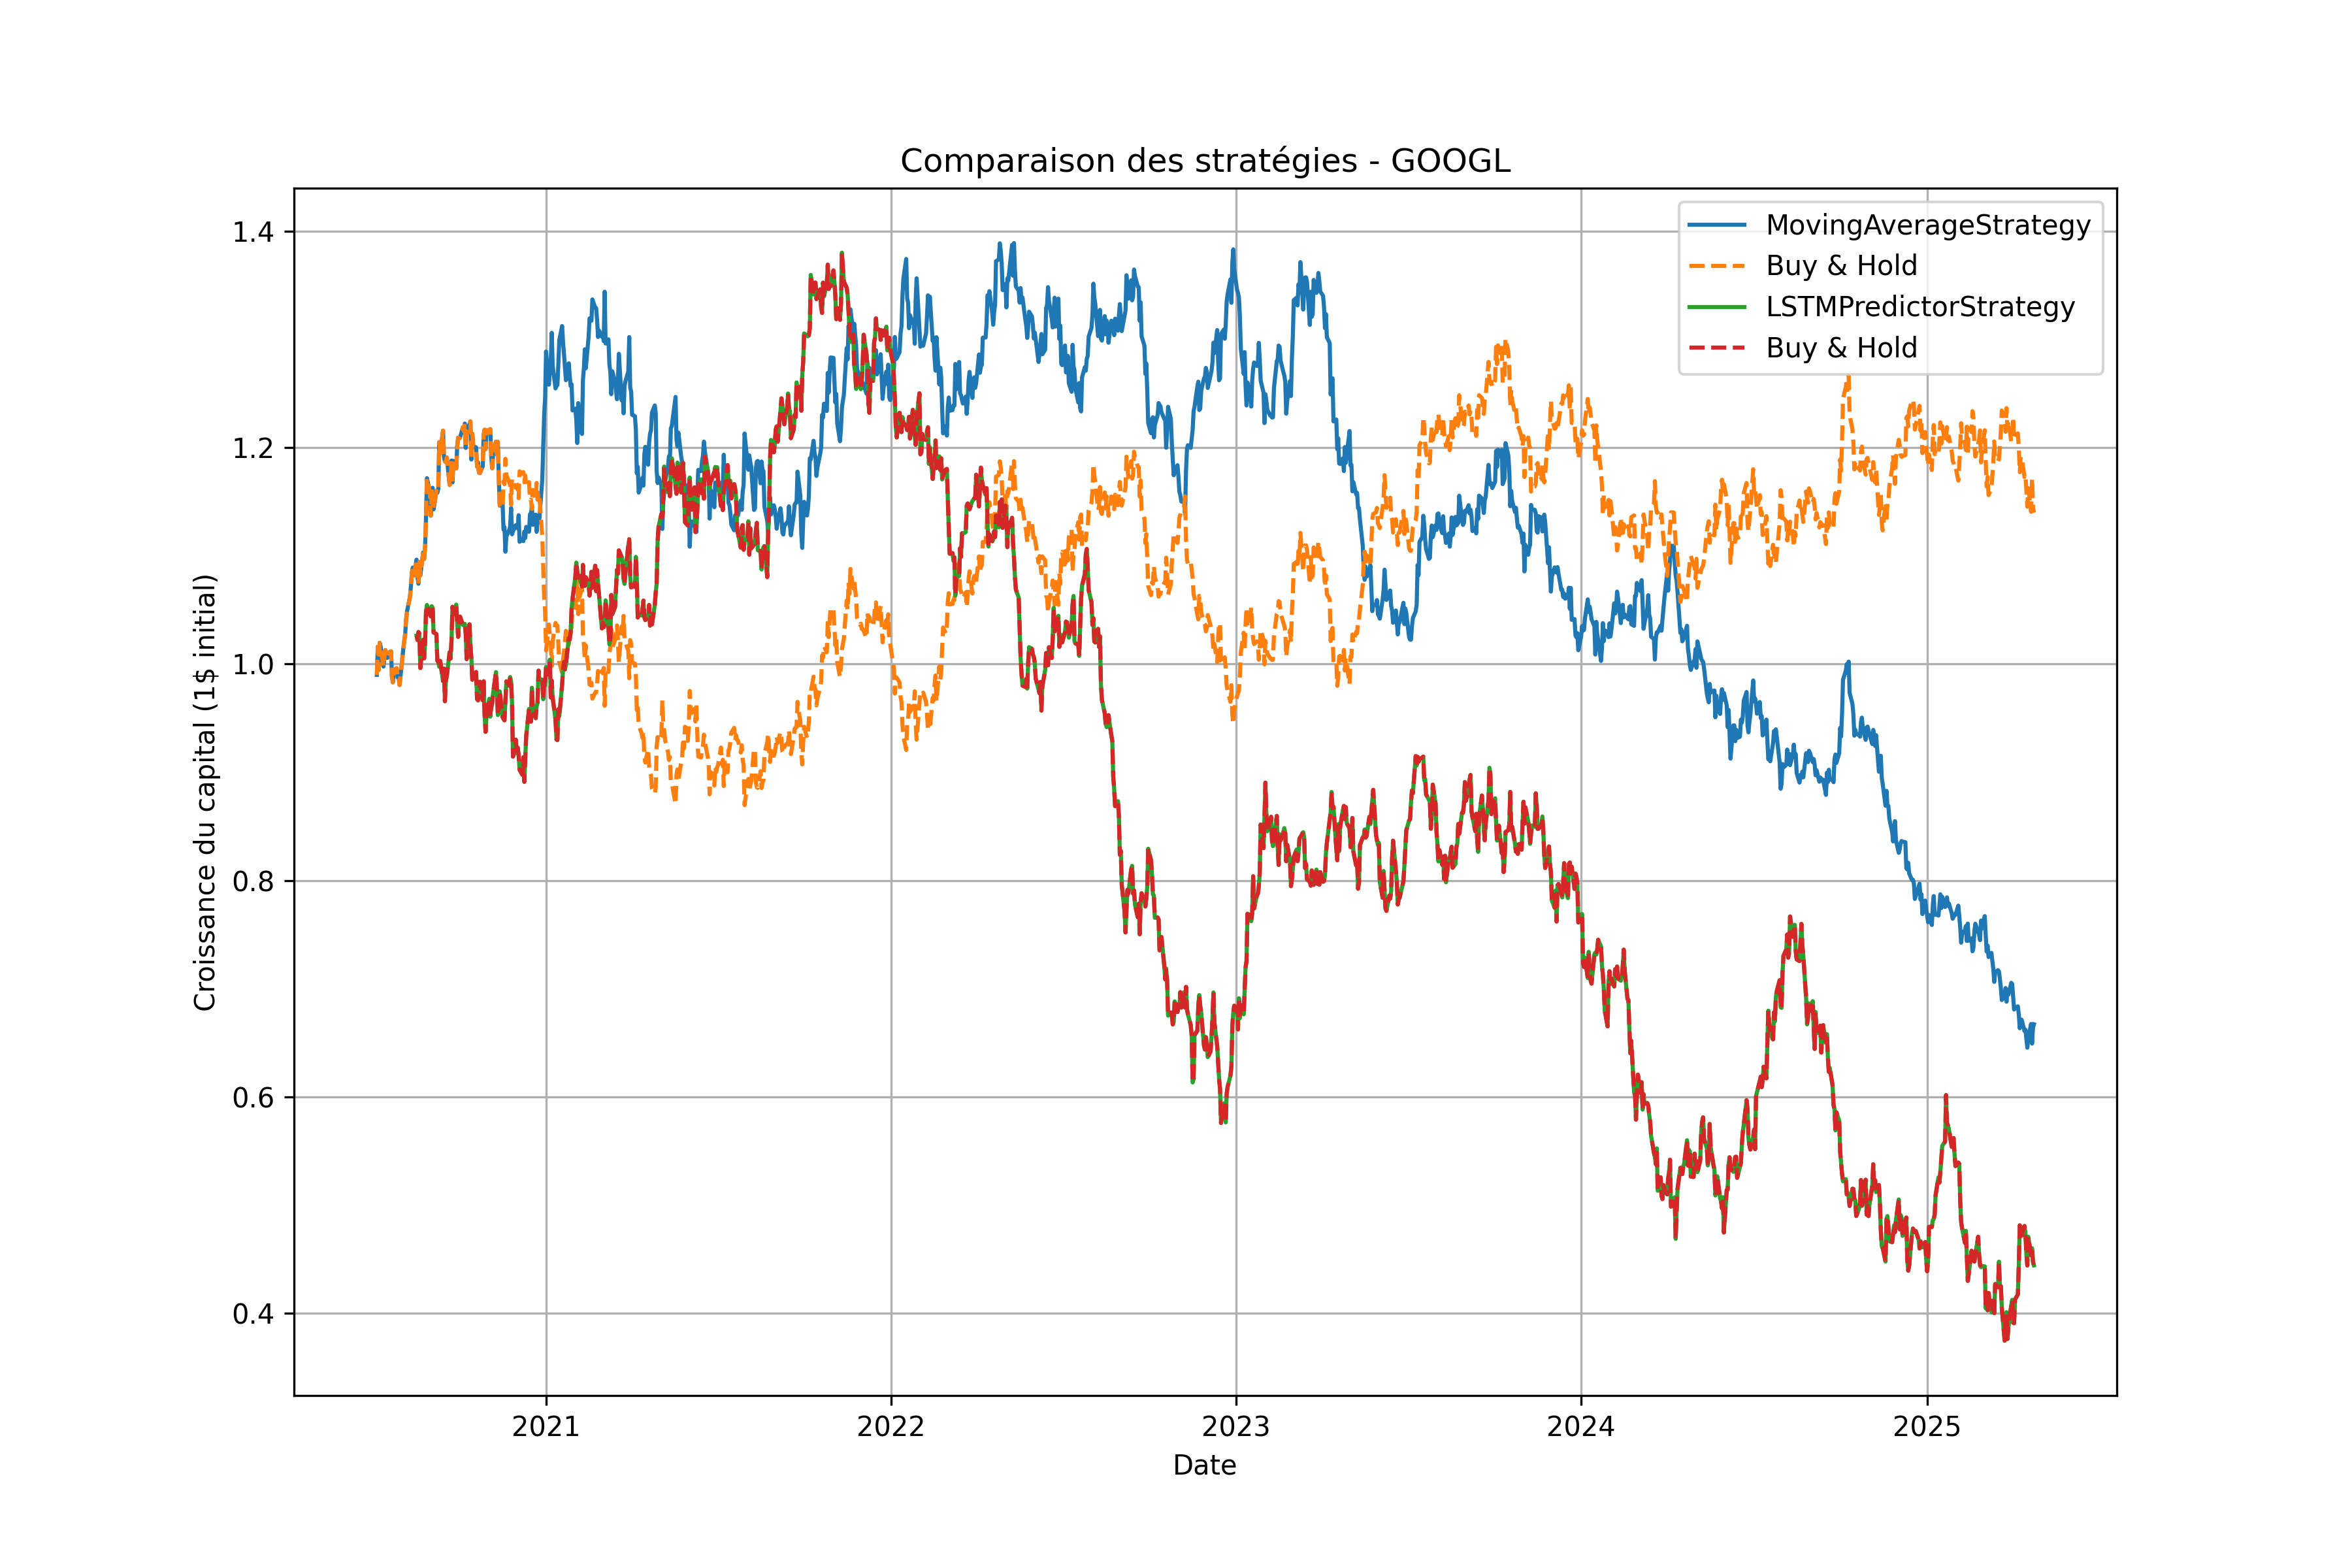 Comparaison des stratégies - GOOGL
MovingAverageStrategy
Buy & Hold
LSTMPredictorStrategy
Buy & Hold
Croissance du capital (1$ initial)
1.4
1.2
1.0
0.8
0.6
0.4
2021 2022 2023 2024 2025
Date